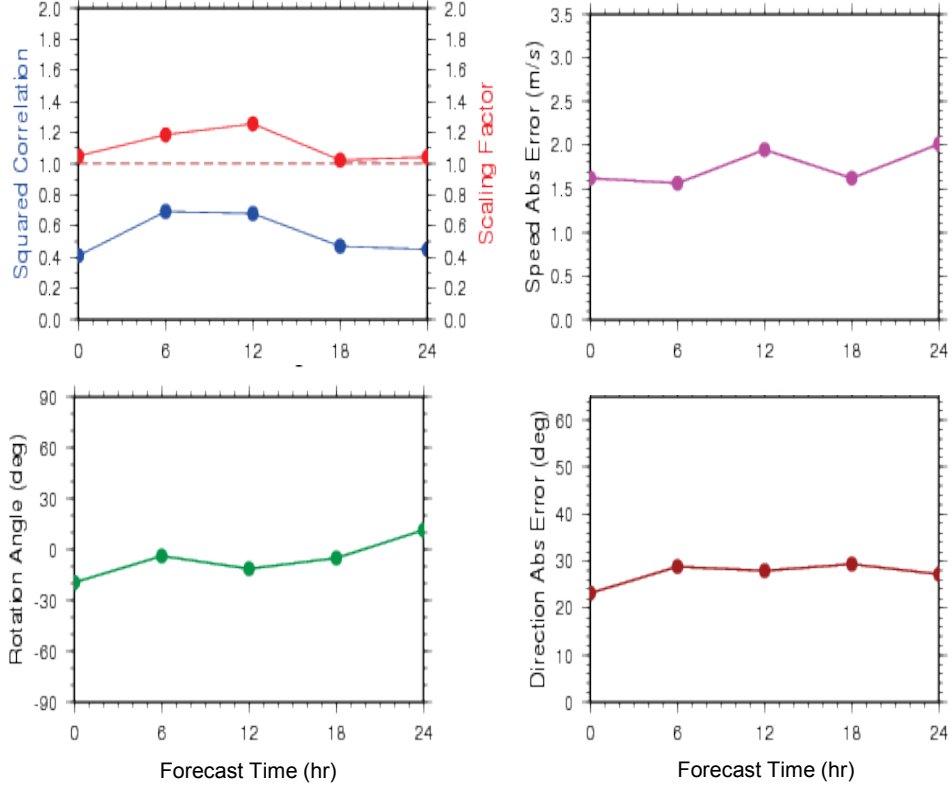 2.0 2.0 3.5
1.8 1.8
1.6 1.6 3.0
1.4 1.4 2.5
1.2 1.2 2.0
1.0 1.0
0.8 0.8 1.5
0.6 0.6 1.0
0.4 0.4
0.2 0.2 0.5
0.0 0.0 0.0
Squared Correlation
Scaling Factor
Speed Abs Error (m/s)
0 6 12 18 24 0 6 12 18 24
90
60 60
50
30 40
0 30
-30 20
-60 10
-90 0
Rotation Angle (deg)
Direction Abs Error (deg)
0 6 12 18 24 0 6 12 18 24
Forecast Time (hr) Forecast Time (hr)